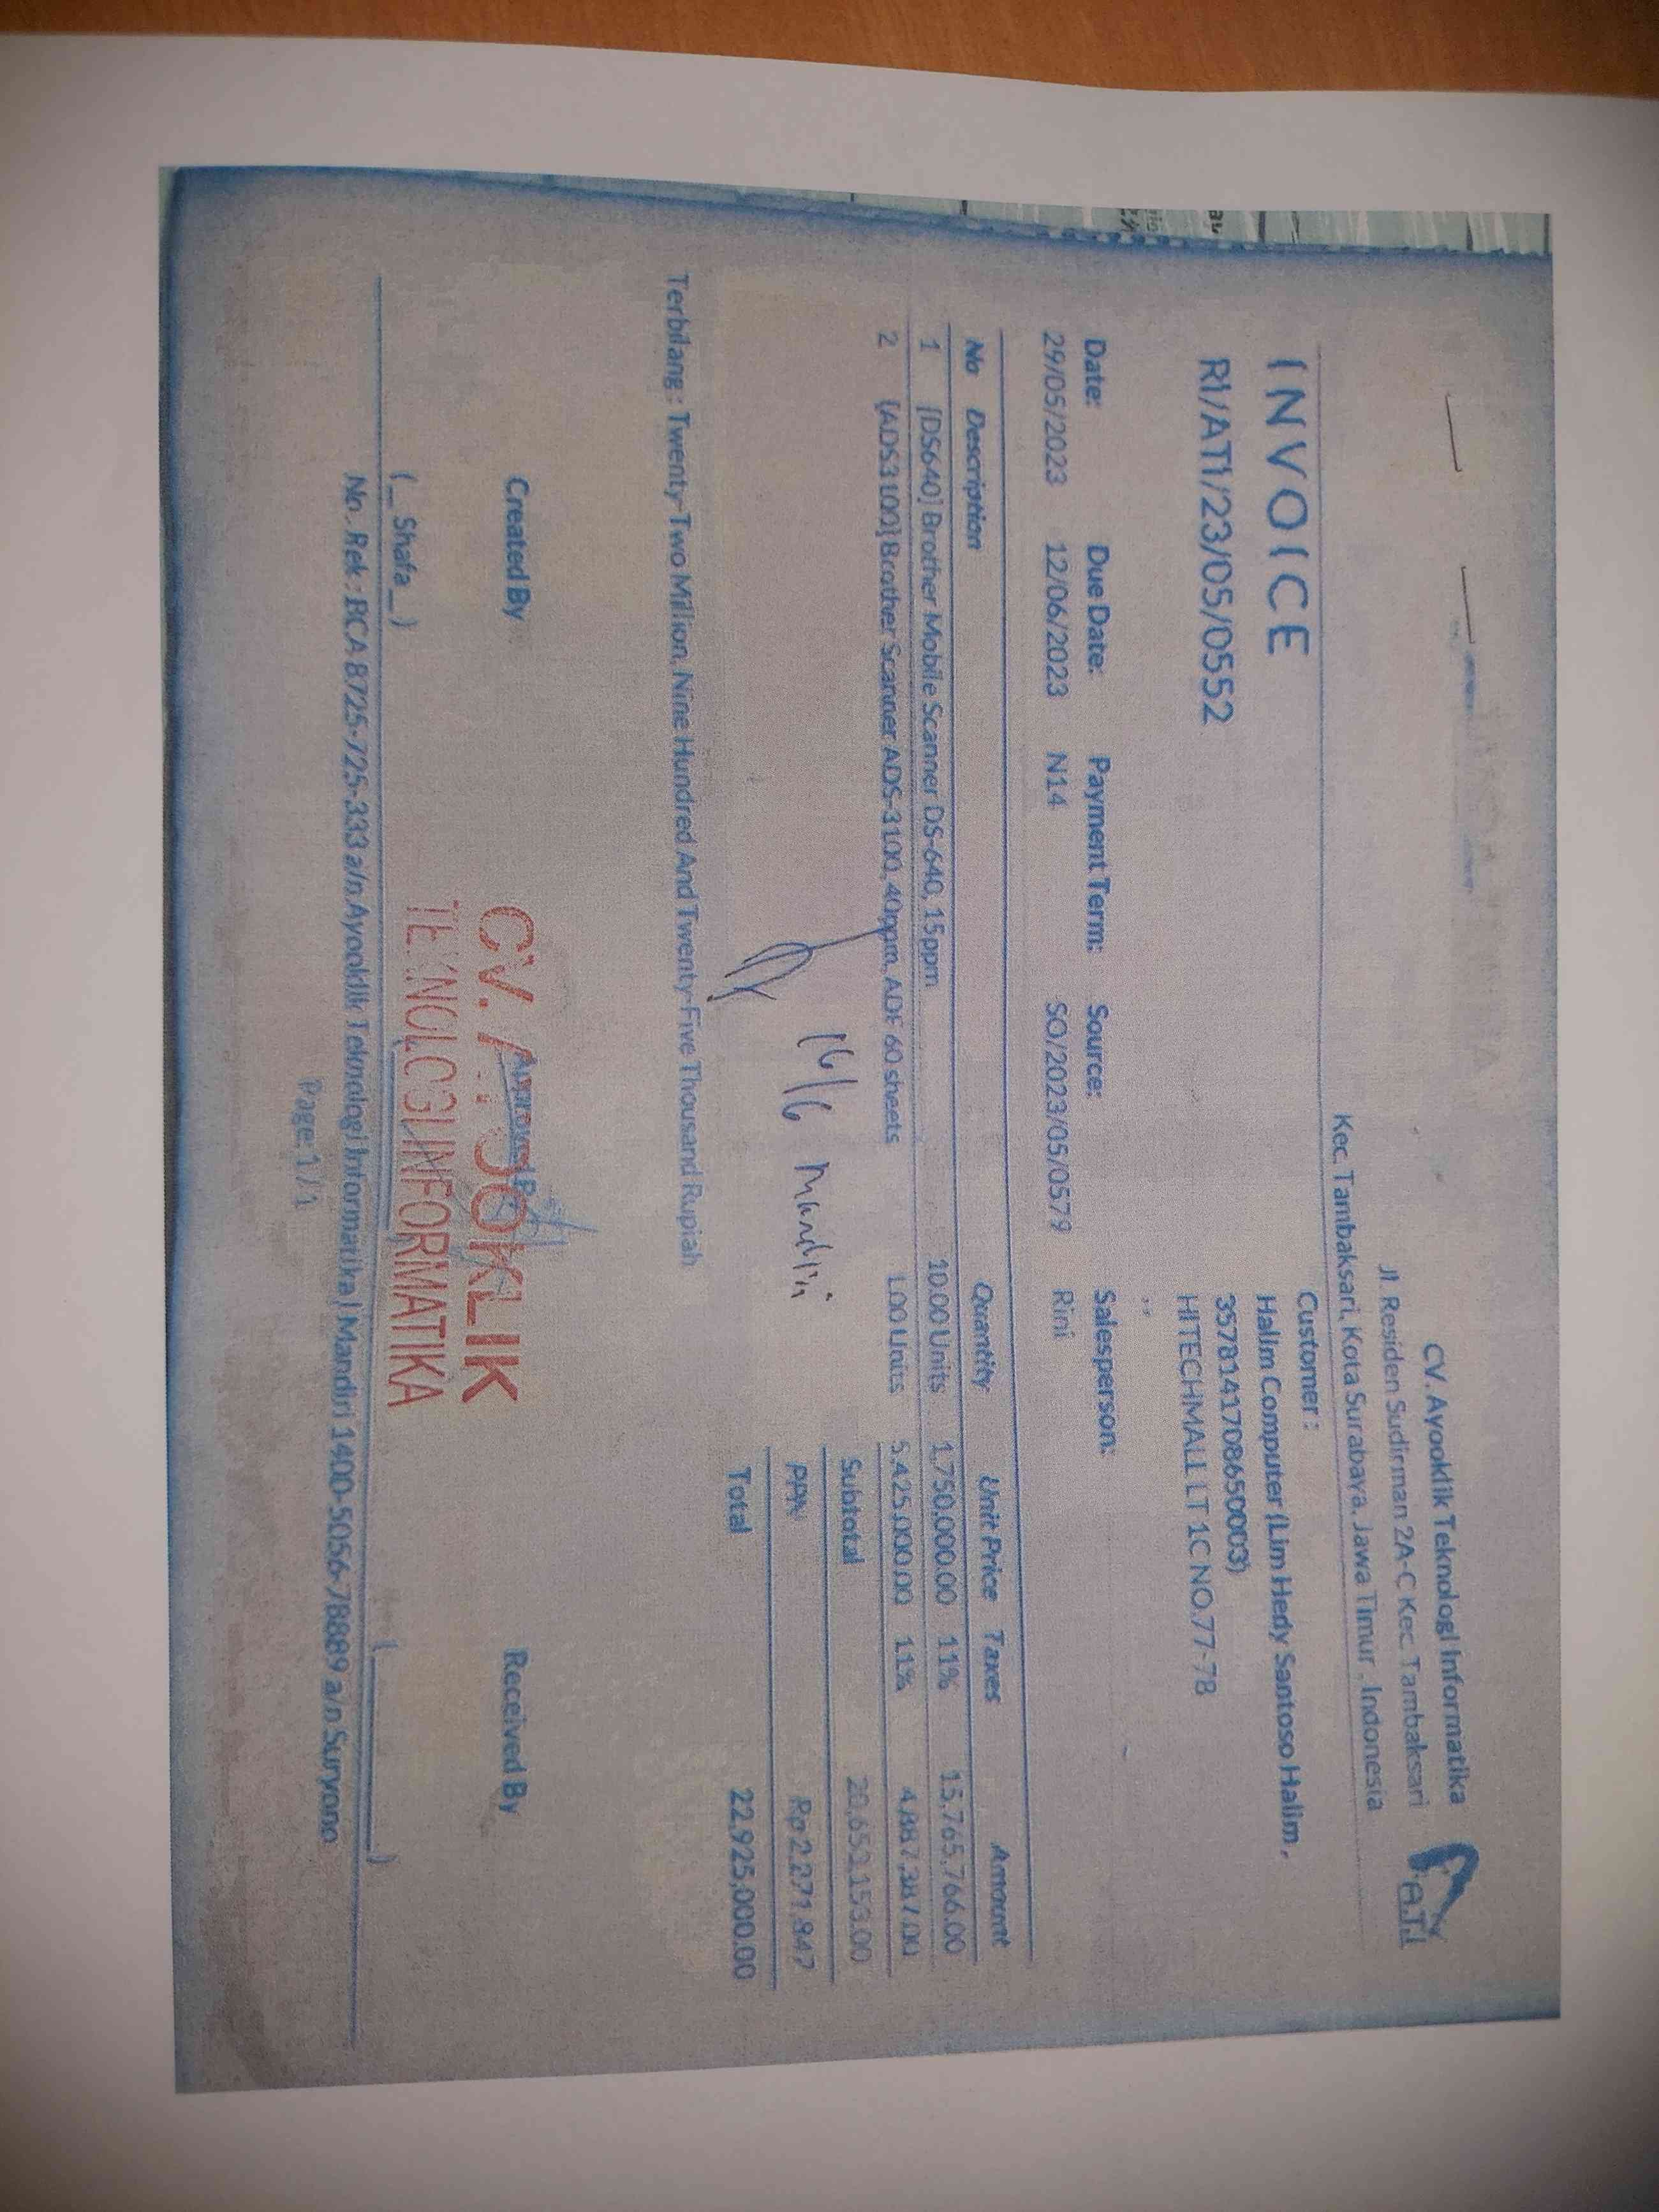 CV. Ayooklik Teknologi Informatika
Jl. Residen Sudirman 2A-C Kec. Tambaksari
Kec. Tambaksari, Kota Surabaya, Jawa Timur, Indonesia
A.T.I
INVOICE
RI/ATI/23/05/0552
Customer :
Halim Computer (Lim Hedy Santoso Halim,
3578141708650003)
HITECHMALL LT 1C NO.77-78
Date: Due Date: Payment Term: Source: Salesperson:
29/05/2023 12/06/2023 N14 SO/2023/05/0579 Rini
No Description Quantity Unit Price Taxes Amount
1 [DS640] Brother Mobile Scanner DS-640, 15ppm 10.00 Units 1,750,000.00 11% 15,765,766.00
2 [ADS3100] Brother Scanner ADS-3100, 40ppm, ADF 60 sheets 1.00 Units 5,425,000.00 11% 4,887,387.00
Subtotal 20,653,153.00
PPN Rp 2.271.847
Total 22,925,000.00
16/6 Mandiri
Terbilang : Twenty-Two Million, Nine Hundred And Twenty-Five Thousand Rupiah
Created By Approved By Received By
CV. AYOOKLIK
TEKNOLOGI INFORMATIKA
(_ Shafa _) (________)
No. Rek : BCA 8725-725-333 a/n Ayooklik Teknologi Informatika | Mandiri 1400-5056-78889 a/n Suryono
Page: 1 / 1